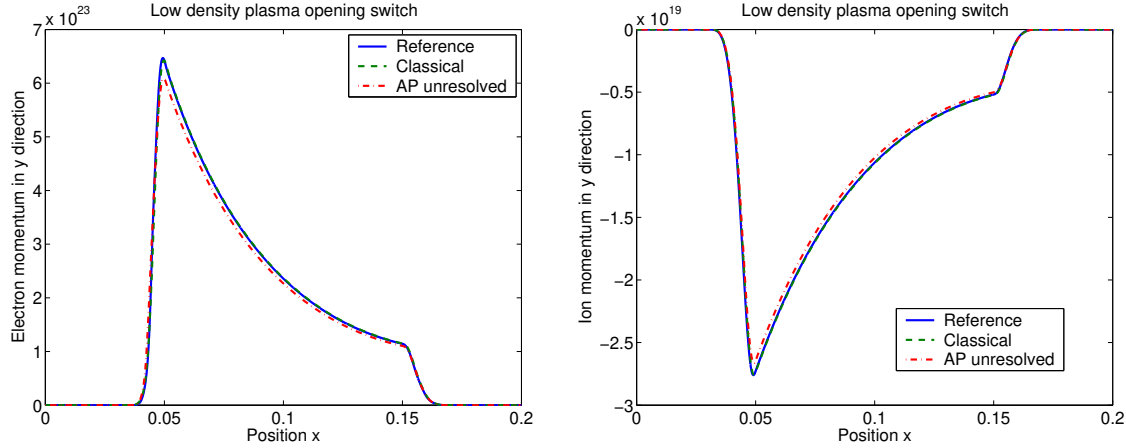 Low density plasma opening switch
x 10^23
7
6
5
4
3
2
1
0
Electron momentum in y direction
0
0.05
0.1
0.15
0.2
Position x
Reference
Classical
AP unresolved
Low density plasma opening switch
x 10^19
0
−0.5
−1
−1.5
−2
−2.5
−3
Ion momentum in y direction
0
0.05
0.1
0.15
0.2
Position x
Reference
Classical
AP unresolved